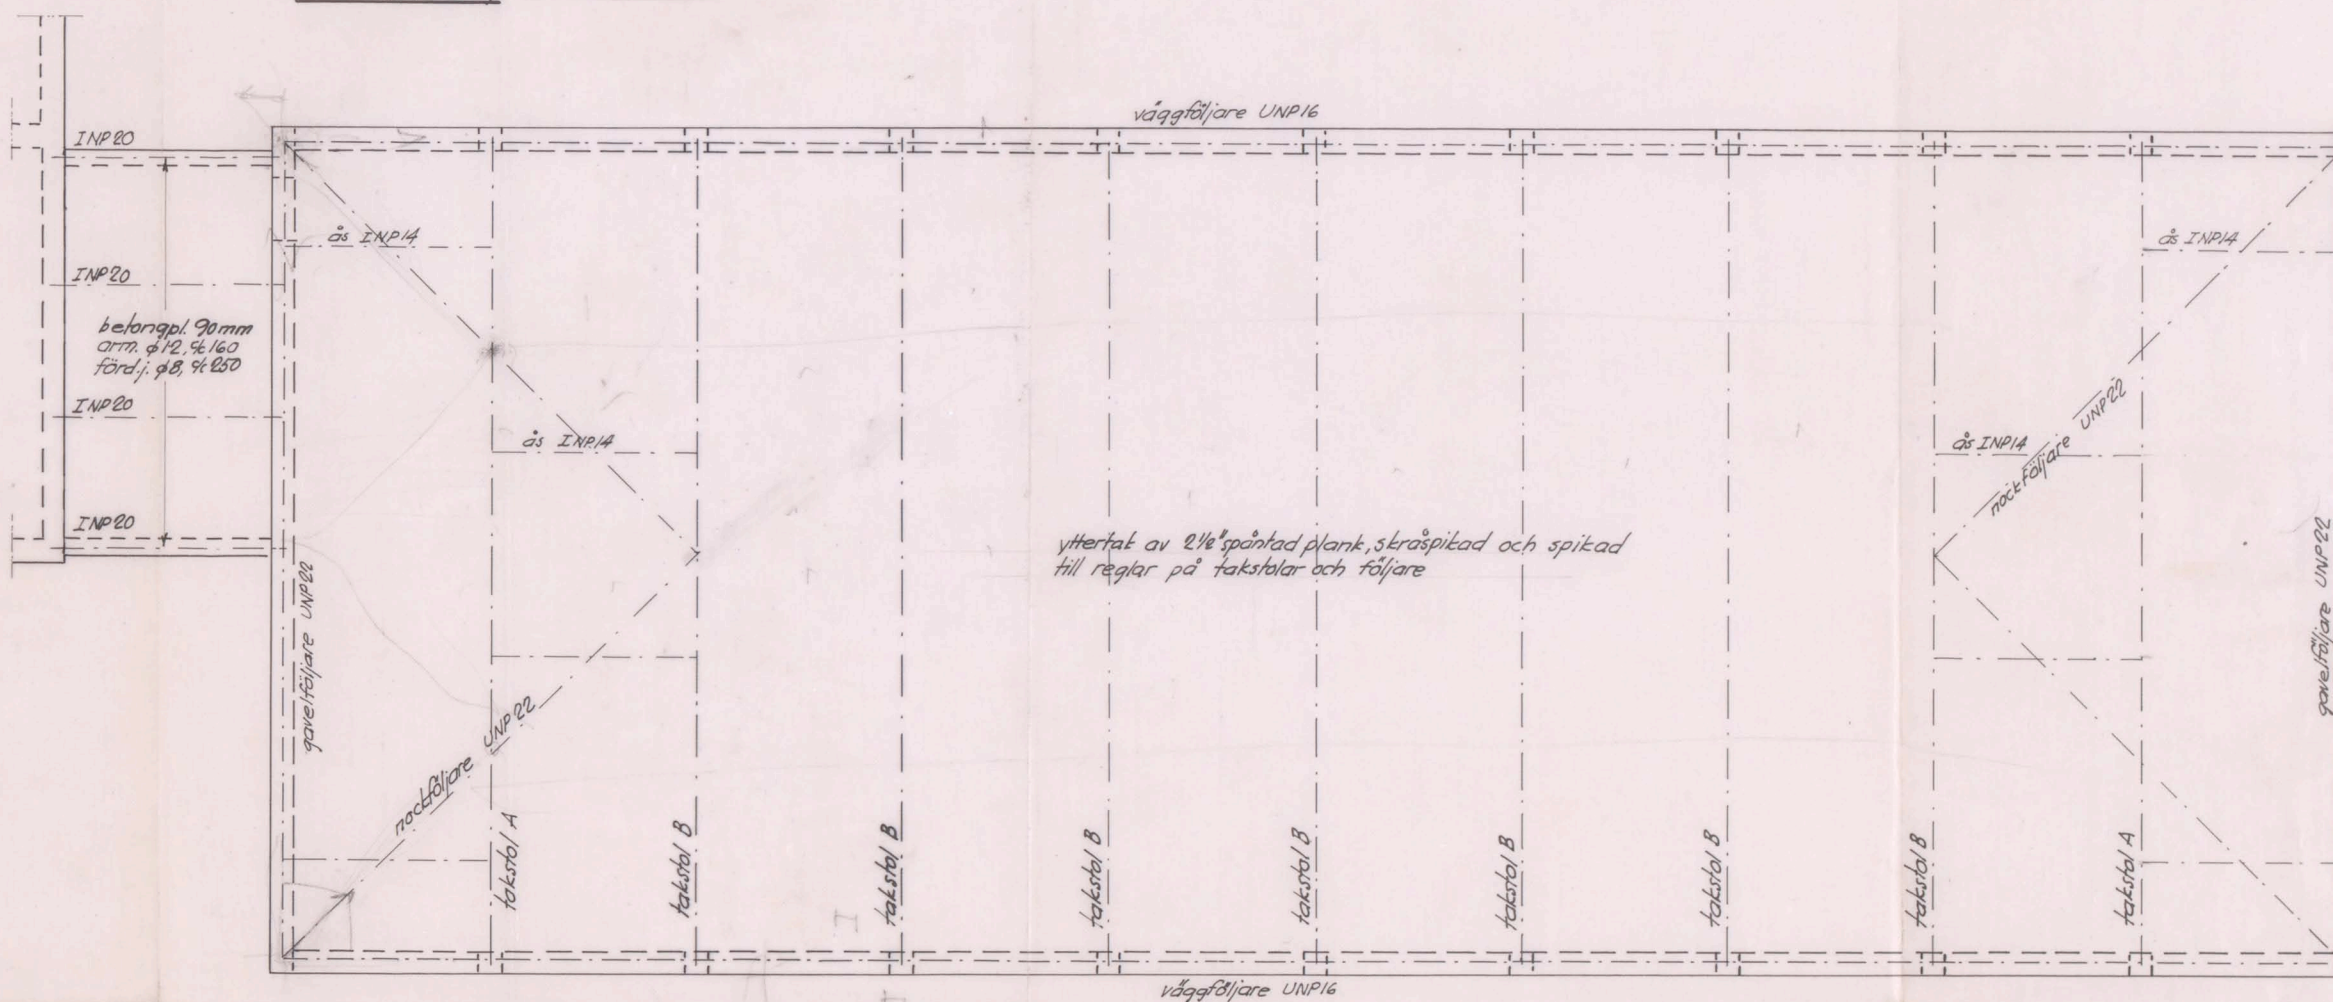 väggföljare UNP16
INP20
ås INP14
ås INP14
INP20
betongpl. 90mm
arm. ϕ12, c/c 160
förd.j. ϕ8, c/c 250
INP20
ås INP14
ås INP14
nockföljare UNP22
INP20
yttertak av 2½" spåntad plank, skråspikad och spikad
till reglar på takstolar och följare
gavelföljare UNP22
gavelföljare UNP22
nockföljare UNP22
takstol A
takstol B
takstol B
takstol B
takstol B
takstol B
takstol B
takstol B
takstol A
väggföljare UNP16